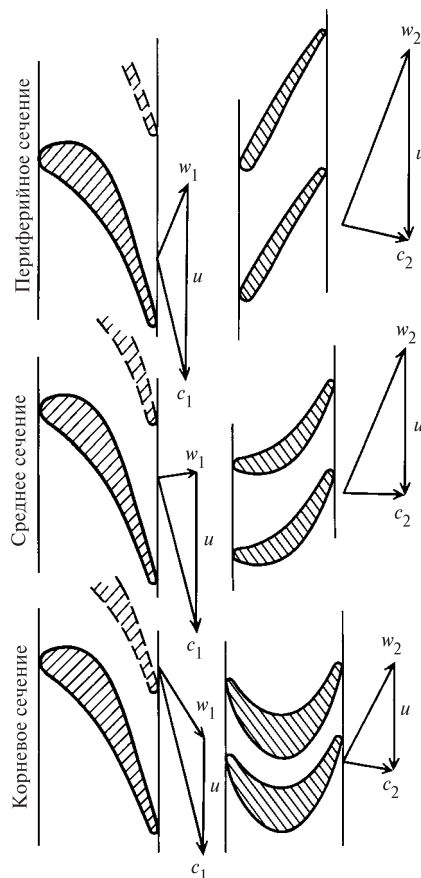 Периферийное сечение
w₁
u
c₁
w₂
u
c₂
Среднее сечение
w₁
u
c₁
w₂
u
c₂
Корневое сечение
w₁
u
c₁
w₂
u
c₂